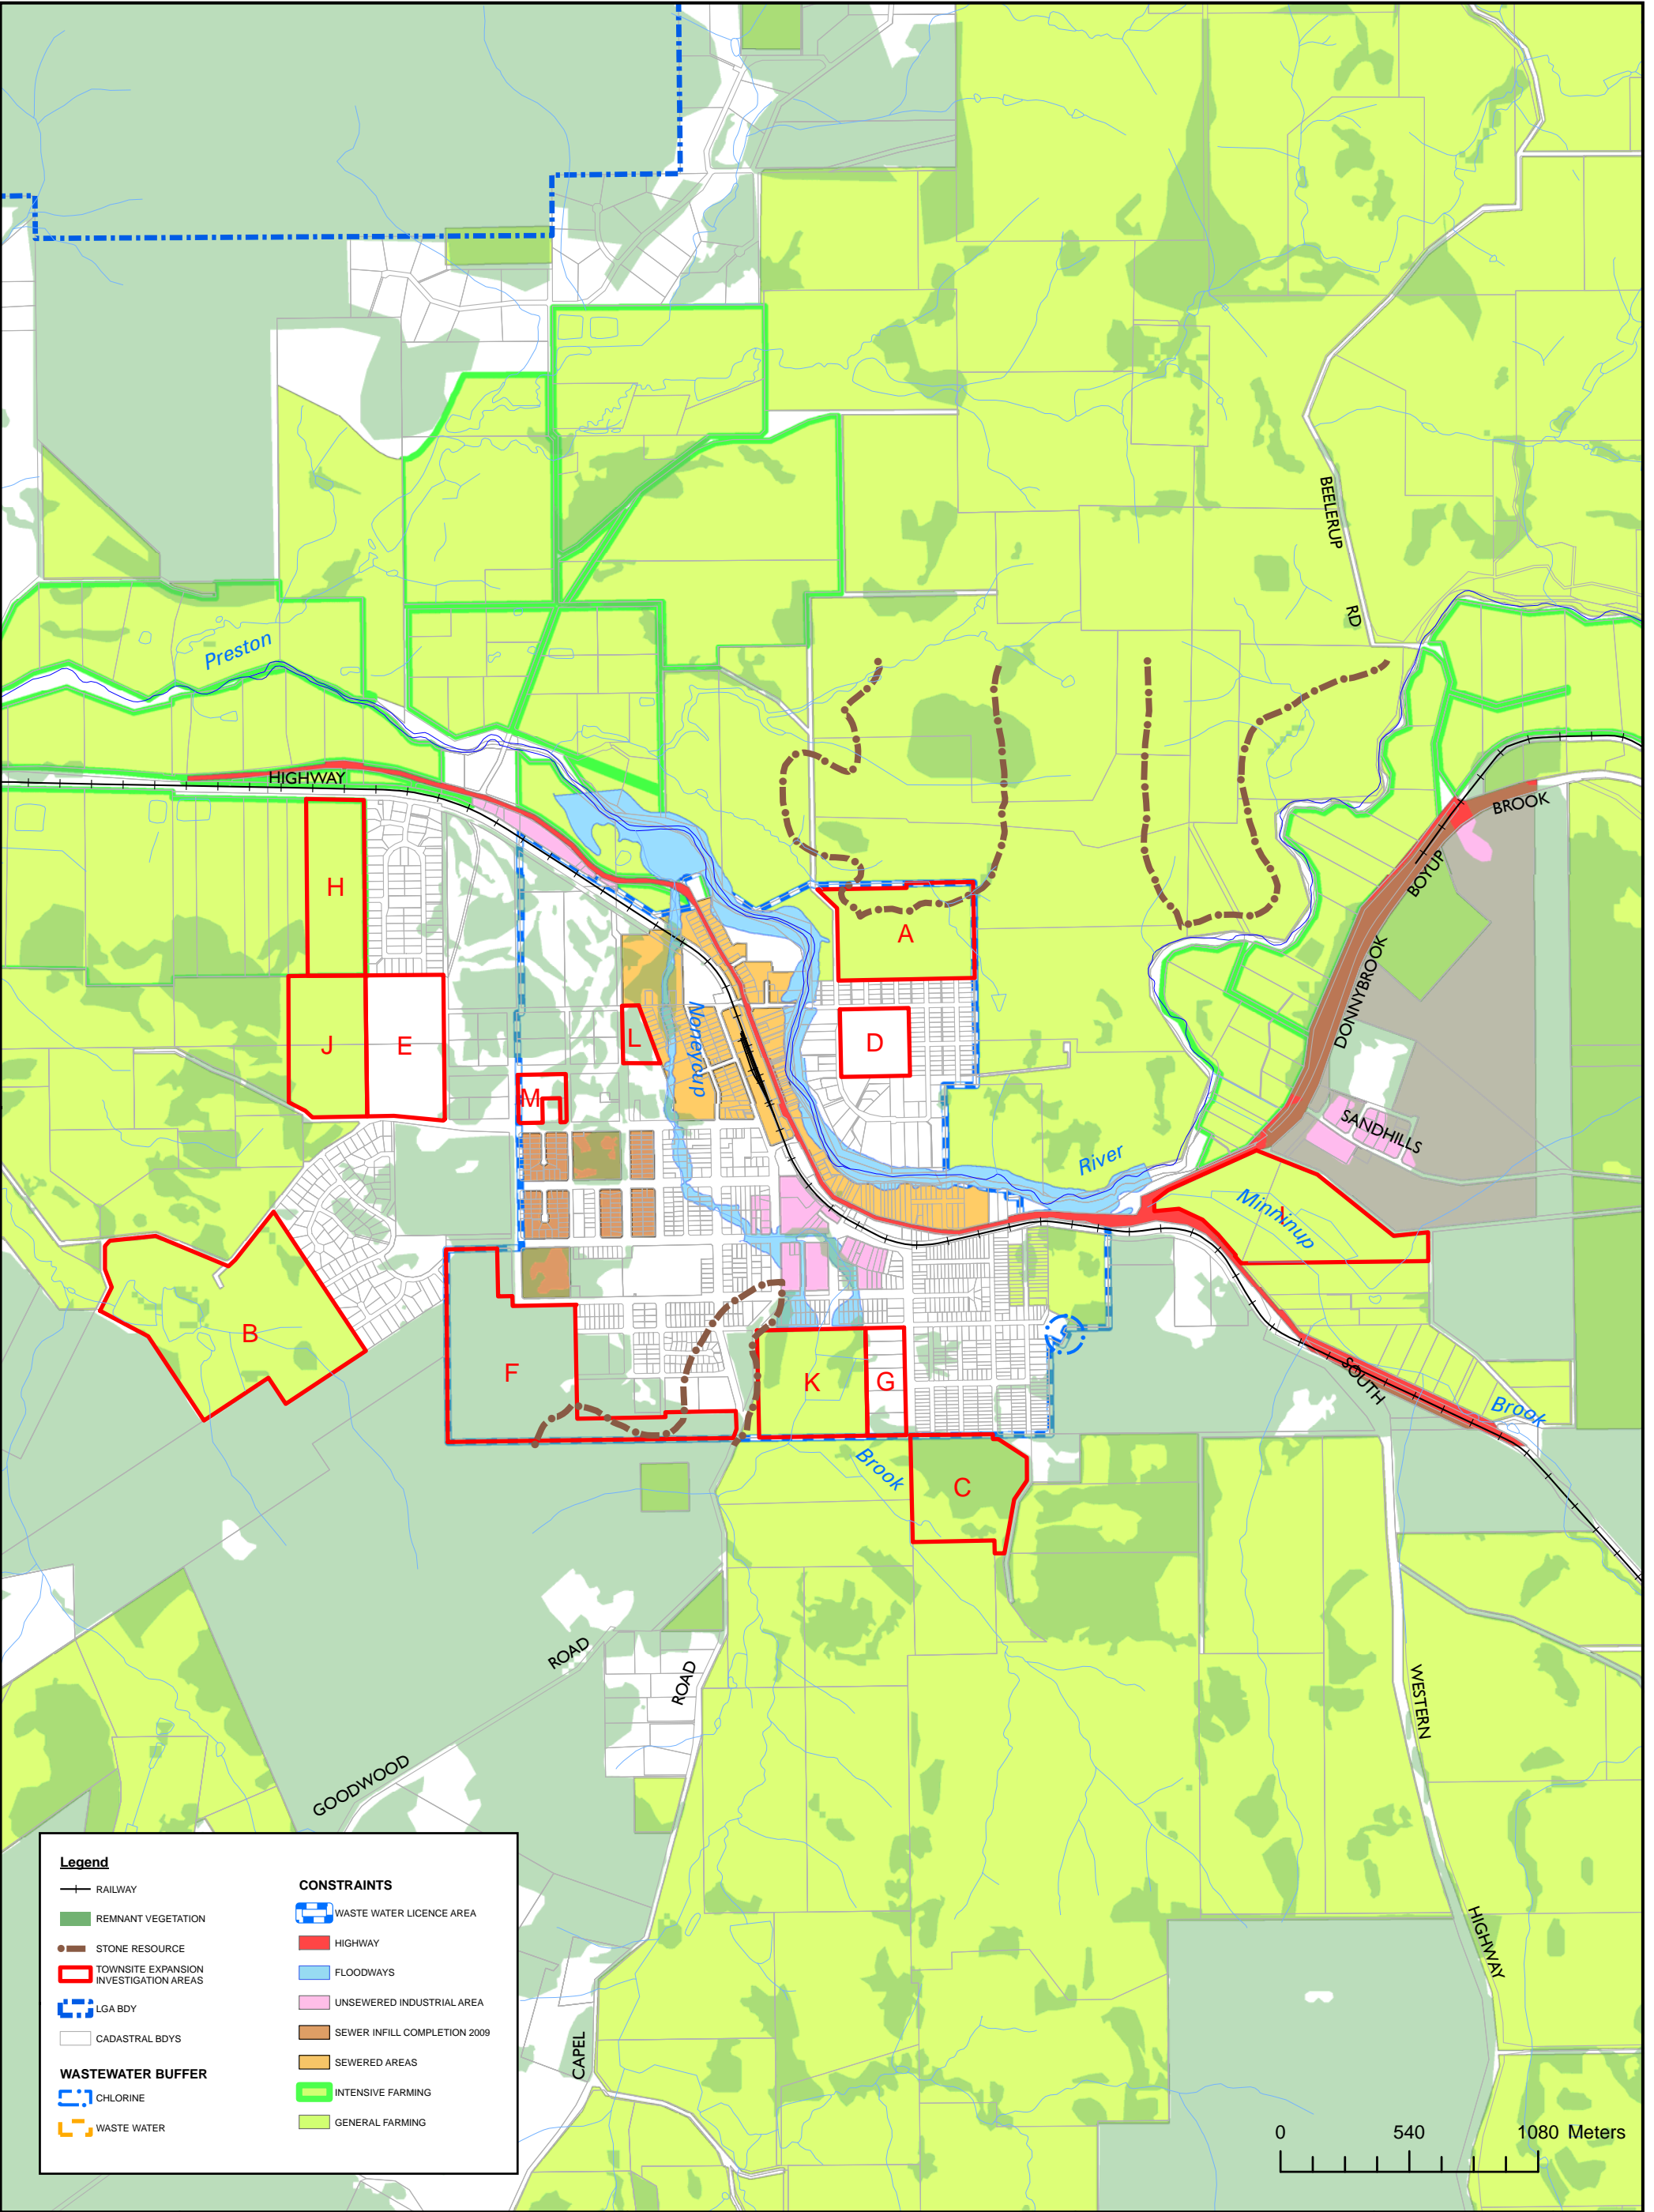 BEELERUP
RD
Preston
HIGHWAY
BROOK
BOYUP
DONNYBROOK
H
A
J
E
L
D
M
Noneyoup
SANDHILLS
River
Minninup
I
B
F
K
G
C
SOUTH
Brook
Brook
ROAD
ROAD
GOODWOOD
WESTERN
HIGHWAY
CAPEL
Legend
RAILWAY
REMNANT VEGETATION
STONE RESOURCE
TOWNSITE EXPANSION
INVESTIGATION AREAS
LGA BDY
CADASTRAL BDYS
WASTEWATER BUFFER
CHLORINE
WASTE WATER
CONSTRAINTS
WASTE WATER LICENCE AREA
HIGHWAY
FLOODWAYS
UNSEWERED INDUSTRIAL AREA
SEWER INFILL COMPLETION 2009
SEWERED AREAS
INTENSIVE FARMING
GENERAL FARMING
0 540 1080 Meters